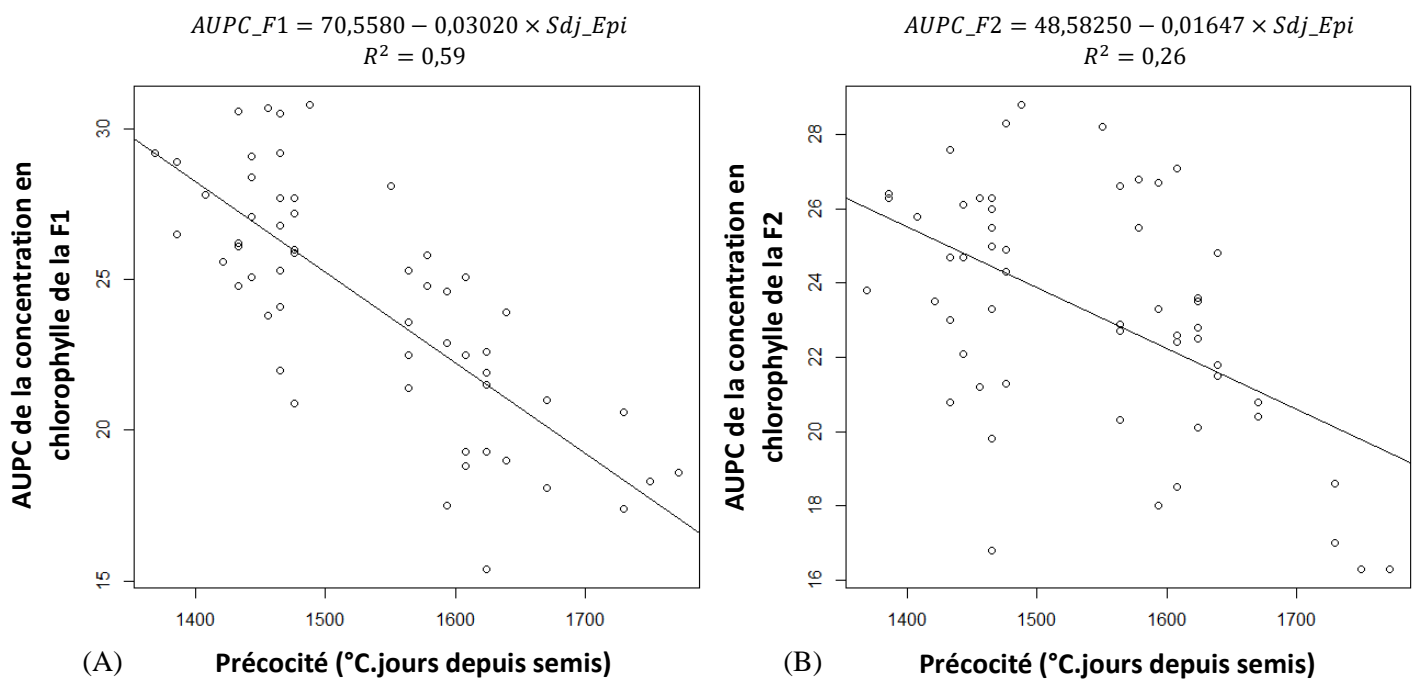 AUPC_F1 = 70,5580 − 0,03020 × Sdj_Epi
R² = 0,59
AUPC de la concentration en
chlorophylle de la F1
30
25
20
15
1400 1500 1600 1700
(A) Précocité (°C.jours depuis semis)
AUPC_F2 = 48,58250 − 0,01647 × Sdj_Epi
R² = 0,26
AUPC de la concentration en
chlorophylle de la F2
28
26
24
22
20
18
16
1400 1500 1600 1700
(B) Précocité (°C.jours depuis semis)